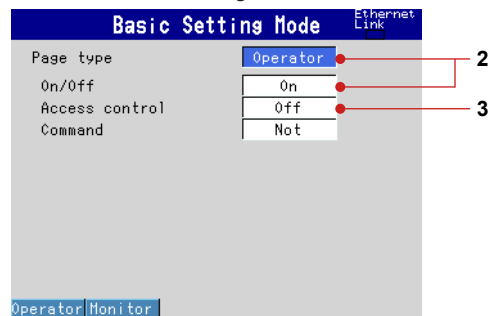 Basic Setting Mode
Ethernet
Link
Page type Operator 2
On/Off On
Access control Off 3
Command Not
Operator Monitor